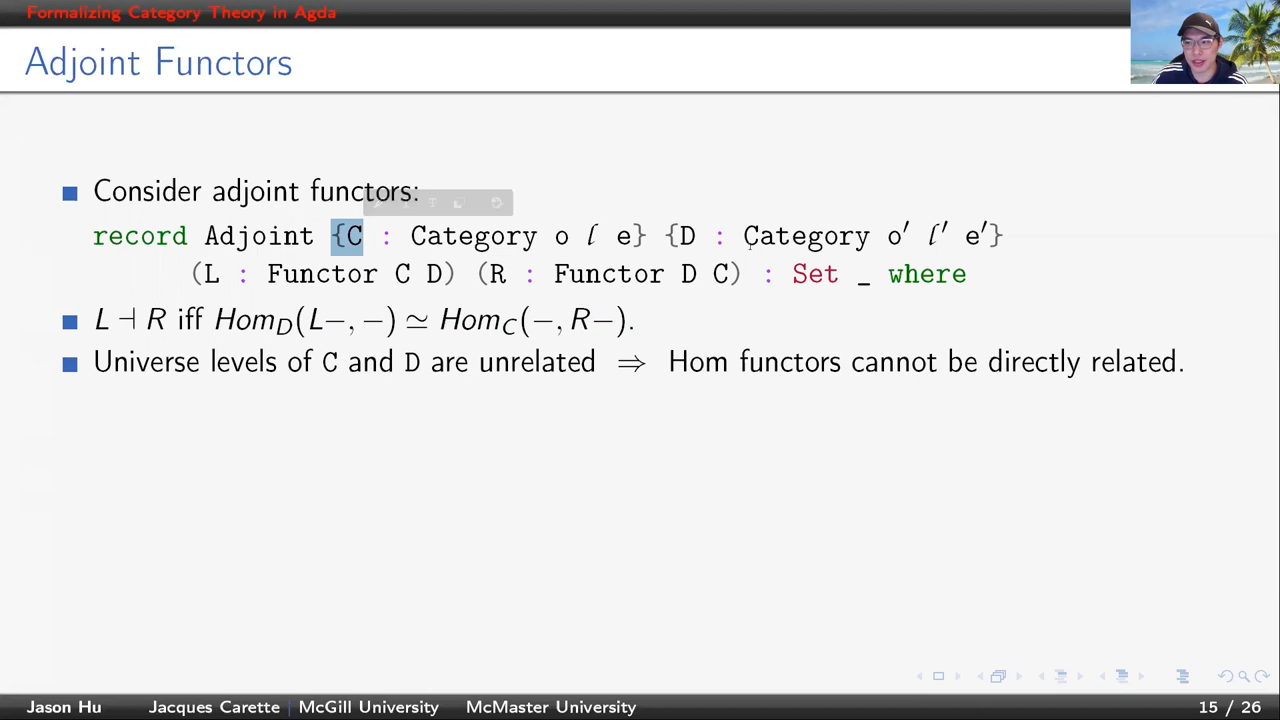 Formalizing Category Theory in Agda
Adjoint Functors
Consider adjoint functors:
record Adjoint {C : Category o l e} {D : Category o′ l′ e′}
(L : Functor C D) (R : Functor D C) : Set _ where
L ⊣ R iff Hom_D(L−, −) ≃ Hom_C(−, R−).
Universe levels of C and D are unrelated ⇒ Hom functors cannot be directly related.
Jason Hu Jacques Carette McGill University McMaster University 15 / 26